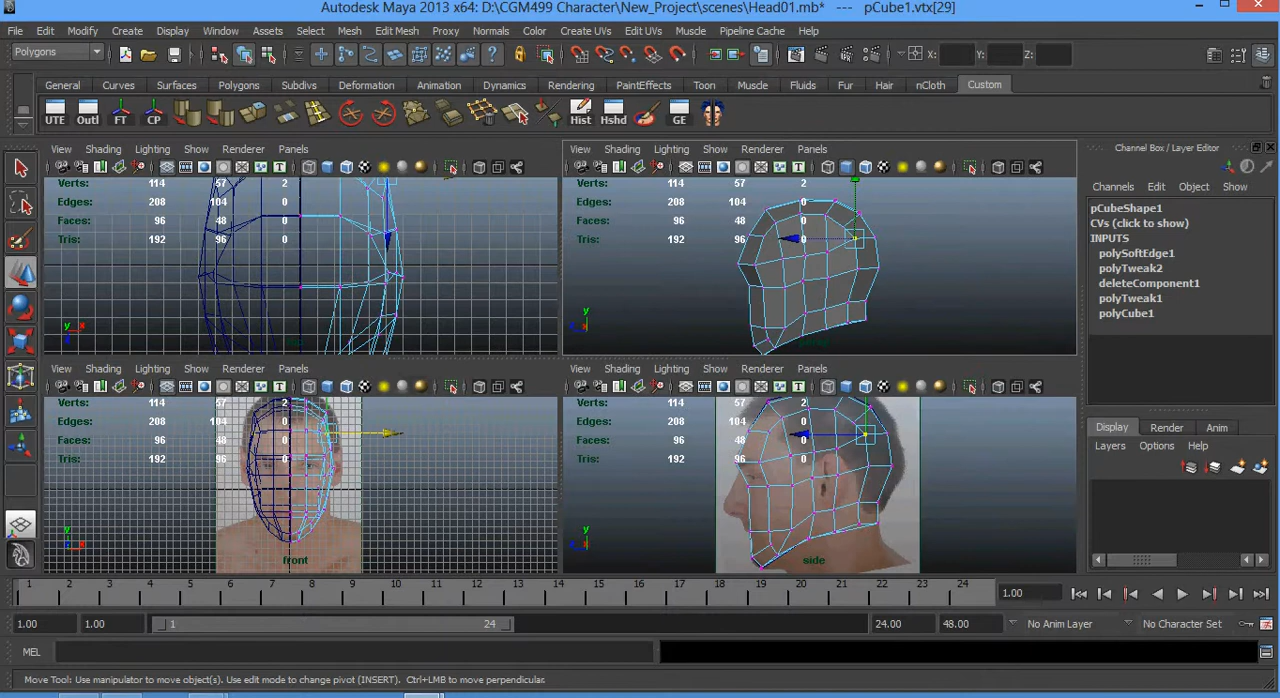 Autodesk Maya 2013 x64: D:\CGM499 Character\New_Project\scenes\Head01.mb* --- pCube1.vtx[29]
File Edit Modify Create Display Window Assets Select Mesh Edit Mesh Proxy Normals Color Create UVs Edit UVs Muscle Pipeline Cache Help
Polygons X: Y: Z:
General Curves Surfaces Polygons Subdivs Deformation Animation Dynamics Rendering PaintEffects Toon Muscle Fluids Fur Hair nCloth Custom
UTE Outl FT CP Hist Hshd GE
View Shading Lighting Show Renderer Panels
Verts: 114 57 2
Edges: 208 104 0
Faces: 96 48 0
Tris: 192 96 0
View Shading Lighting Show Renderer Panels
Verts: 114 57 2
Edges: 208 104 0
Faces: 96 48 0
Tris: 192 96 0
y x
y
Channel Box / Layer Editor
Channels Edit Object Show
pCubeShape1
CVs (click to show)
INPUTS
polySoftEdge1
polyTweak2
deleteComponent1
polyTweak1
polyCube1
View Shading Lighting Show Renderer Panels
Verts: 114 57 2
Edges: 208 104 0
Faces: 96 48 0
Tris: 192 96 0
y x
front
View Shading Lighting Show Renderer Panels
Verts: 114 57 2
Edges: 208 104 0
Faces: 96 48 0
Tris: 192 96 0
y
side
Display Render Anim
Layers Options Help
1 2 3 4 5 6 7 8 9 10 11 12 13 14 15 16 17 18 19 20 21 22 23 24 1.00
1.00 1.00 1 24 24.00 48.00 No Anim Layer No Character Set
MEL
Move Tool: Use manipulator to move object(s). Use edit mode to change pivot (INSERT). Ctrl+LMB to move perpendicular.